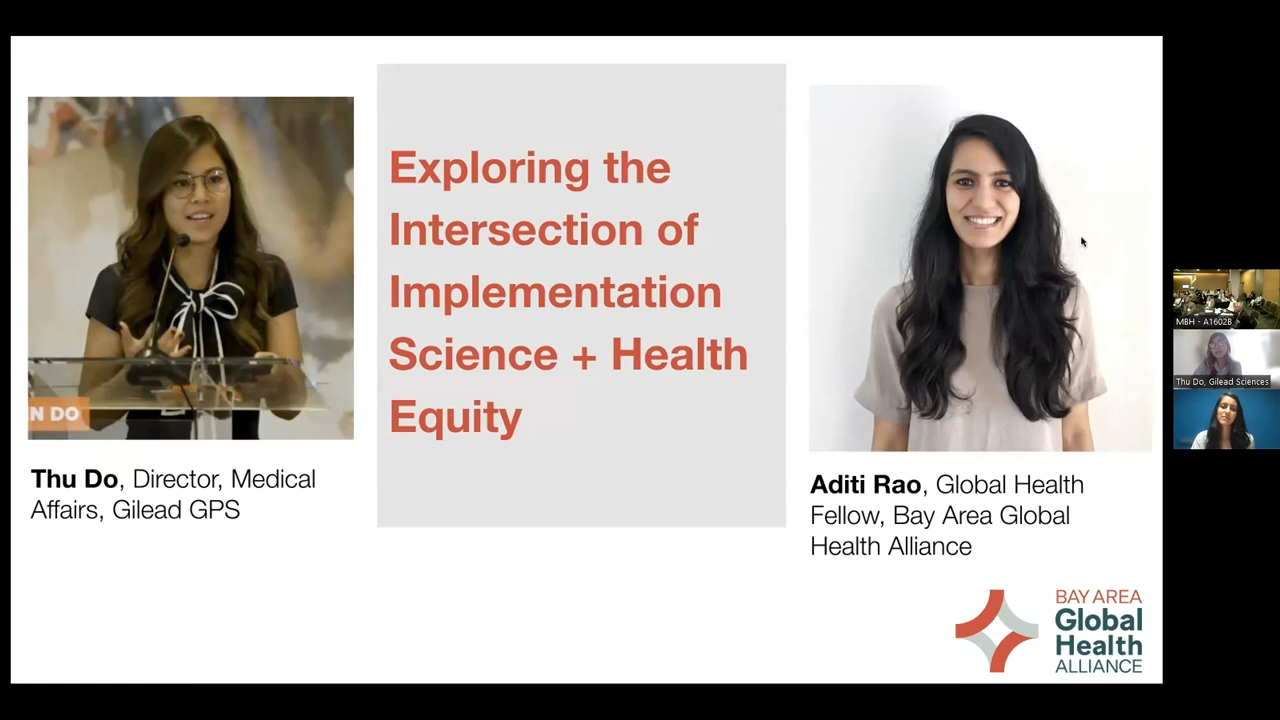 Exploring the
Intersection of
Implementation
Science + Health
Equity
N DO
Thu Do, Director, Medical
Affairs, Gilead GPS
Aditi Rao, Global Health
Fellow, Bay Area Global
Health Alliance
BAY AREA
Global
Health
ALLIANCE
MBH - A1602B
Thu Do, Gilead Sciences